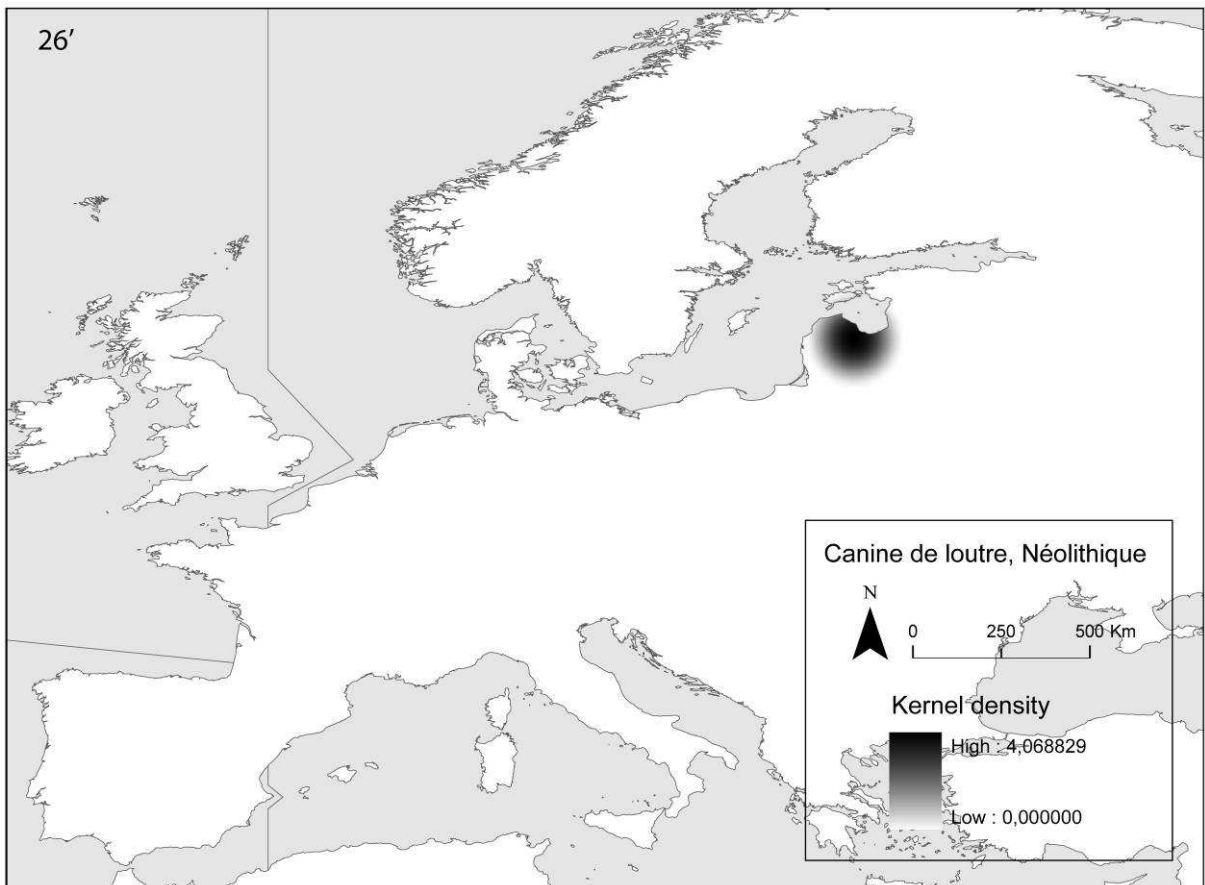 26’
Canine de loutre, Néolithique
N
0 250 500 Km
Kernel density
High : 4,068829
Low : 0,000000